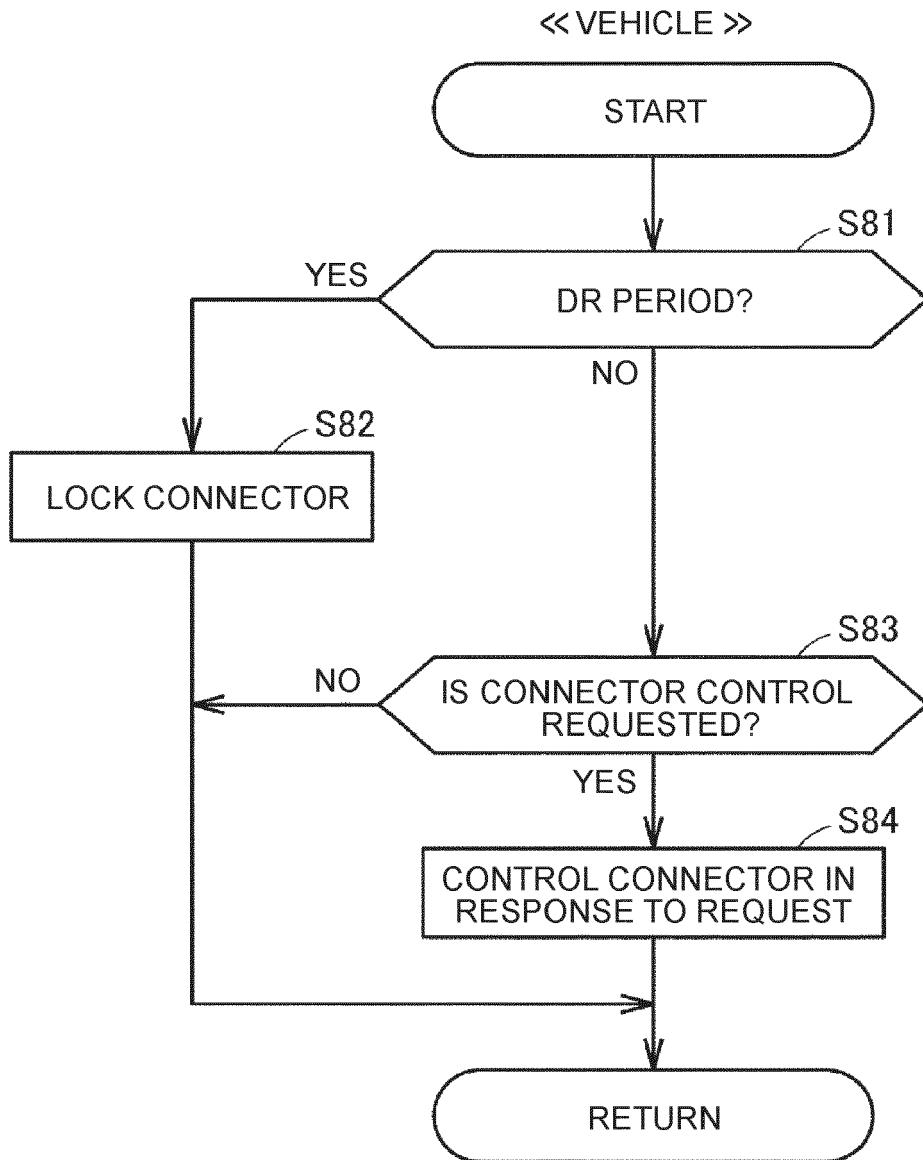 << VEHICLE >>
START
S81
YES
DR PERIOD?
NO
S82
LOCK CONNECTOR
S83
NO
IS CONNECTOR CONTROL
REQUESTED?
YES
S84
CONTROL CONNECTOR IN
RESPONSE TO REQUEST
RETURN